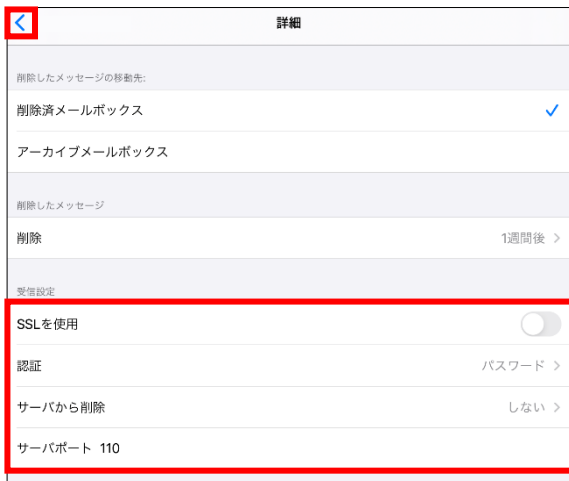 詳細
削除したメッセージの移動先:
削除済メールボックス
アーカイブメールボックス
削除したメッセージ
削除 1週間後
受信設定
SSLを使用
認証 パスワード
サーバから削除 しない
サーバポート 110